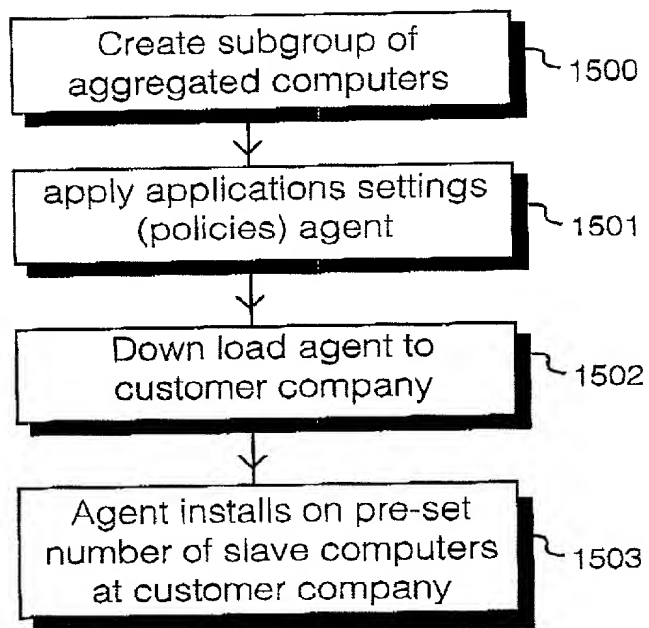 Create subgroup of
aggregated computers
1500
apply applications settings
(policies) agent
1501
Down load agent to
customer company
1502
Agent installs on pre-set
number of slave computers
at customer company
1503